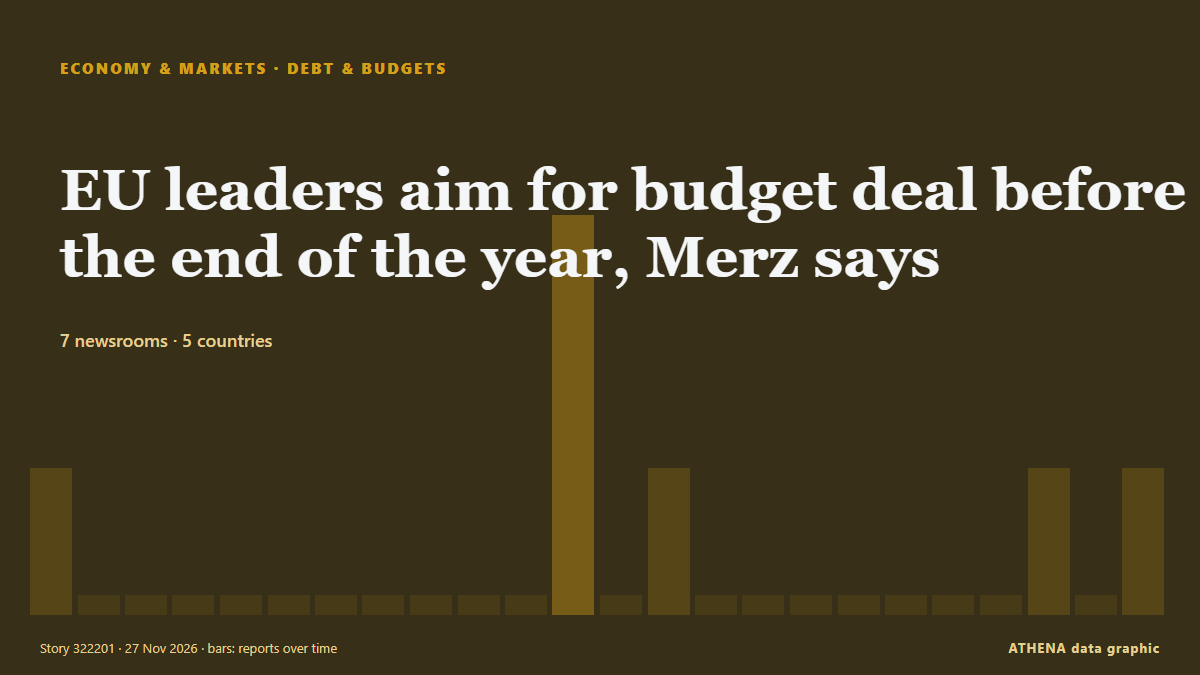 ECONOMY & MARKETS · DEBT & BUDGETS
EU leaders aim for budget deal before
the end of the year, Merz says
7 newsrooms · 5 countries
Story 322201 · 27 Nov 2026 · bars: reports over time
ATHENA data graphic